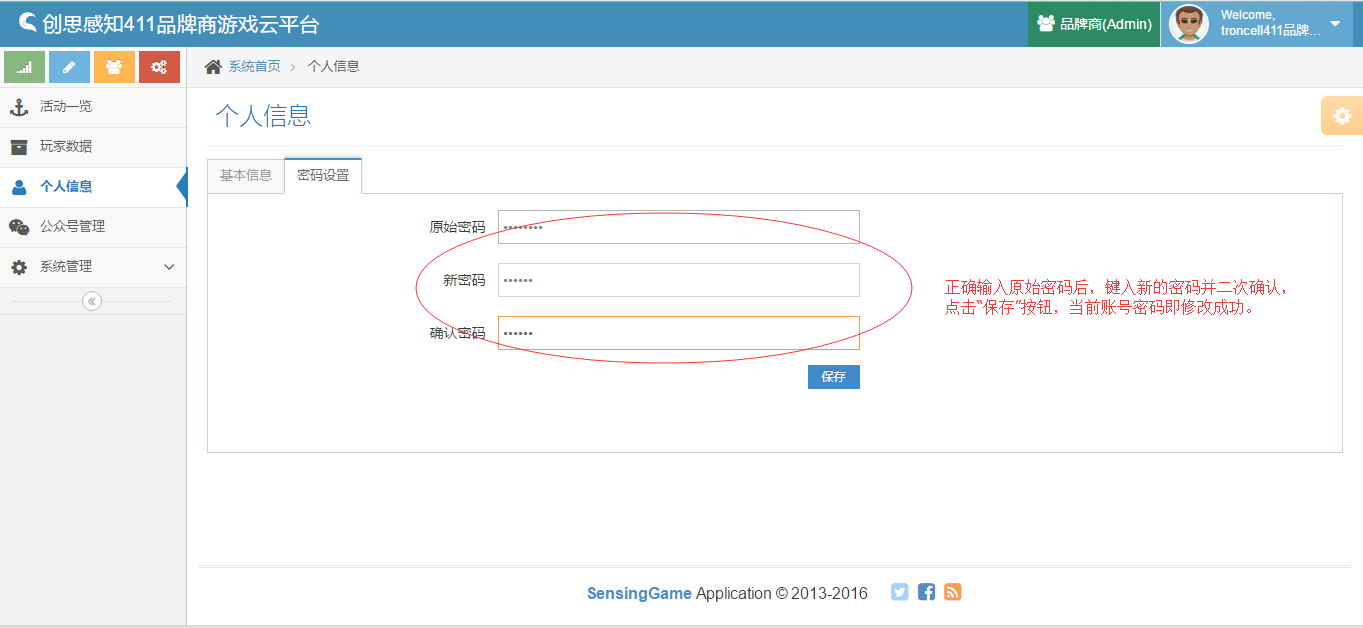 创思感知411品牌商游戏云平台
品牌商(Admin)
Welcome,
troncell411品牌...
系统首页
个人信息
活动一览
玩家数据
个人信息
公众号管理
系统管理
个人信息
基本信息
密码设置
原始密码 ••••••••
新密码 ••••••
确认密码 ••••••
保存
正确输入原始密码后，键入新的密码并二次确认，
点击“保存”按钮，当前账号密码即修改成功。
SensingGame Application © 2013-2016